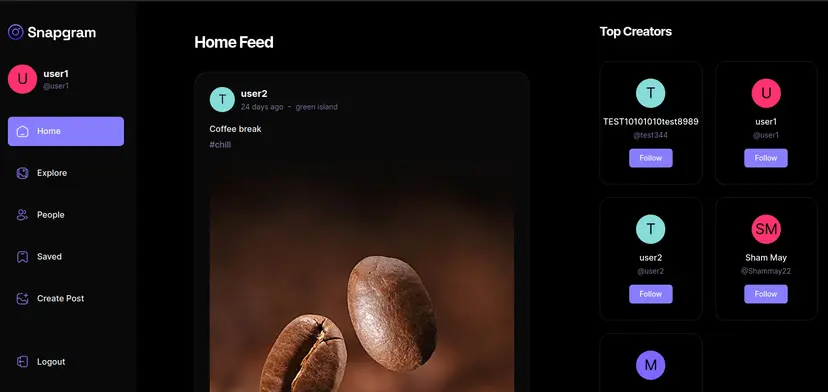 Snapgram
U
user1
@user1
Home
Explore
People
Saved
Create Post
Logout
Home Feed
T
user2
24 days ago - green island
Coffee break
#chill
Top Creators
T
TEST10101010test8989
@test344
Follow
U
user1
@user1
Follow
T
user2
@user2
Follow
SM
Sham May
@Shammay22
Follow
M